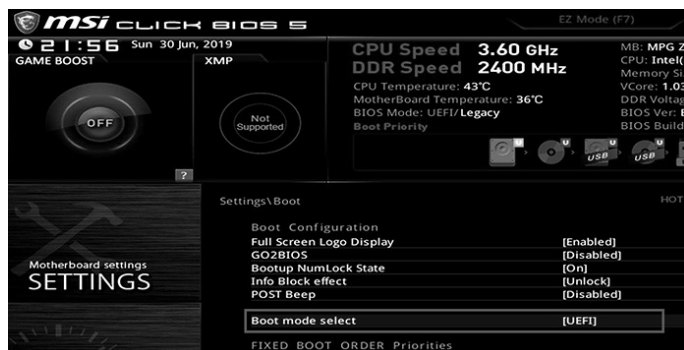 msi CLICK BIOS 5
EZ Mode (F7)
21:56 Sun 30 Jun, 2019
GAME BOOST
XMP
OFF
Not
Supported
?
CPU Speed 3.60 GHz
DDR Speed 2400 MHz
CPU Temperature: 43°C
MotherBoard Temperature: 36°C
BIOS Mode: UEFI/Legacy
Boot Priority
MB: MPG Z
CPU: Intel(
Memory Si
VCore: 1.03
DDR Voltag
BIOS Ver: E
BIOS Build
U U U U
USB USB
Motherboard settings
SETTINGS
Settings\Boot
HOT
Boot Configuration
Full Screen Logo Display [Enabled]
GO2BIOS [Disabled]
Bootup NumLock State [On]
Info Block effect [Unlock]
POST Beep [Disabled]
Boot mode select [UEFI]
FIXED BOOT ORDER Priorities